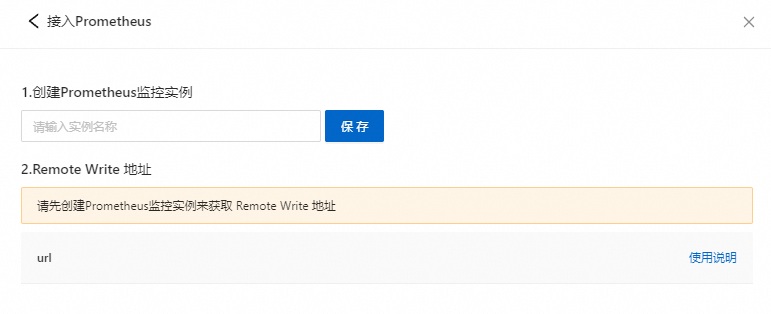 接入Prometheus
1.创建Prometheus监控实例
请输入实例名称 保存
2.Remote Write 地址
请先创建Prometheus监控实例来获取 Remote Write 地址
url 使用说明